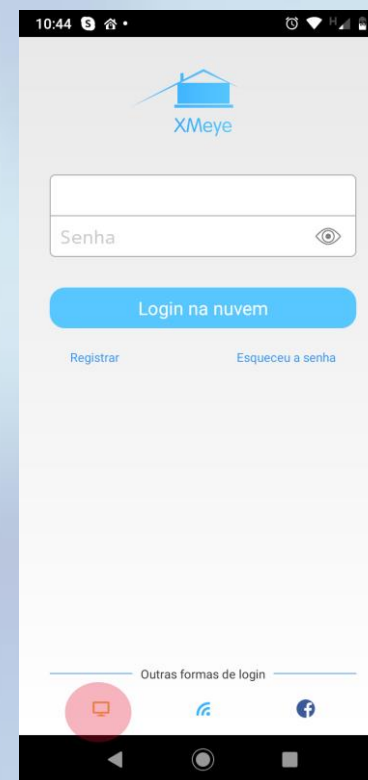 10:44
H
XMeye
Senha
Login na nuvem
Registrar Esqueceu a senha
Outras formas de login